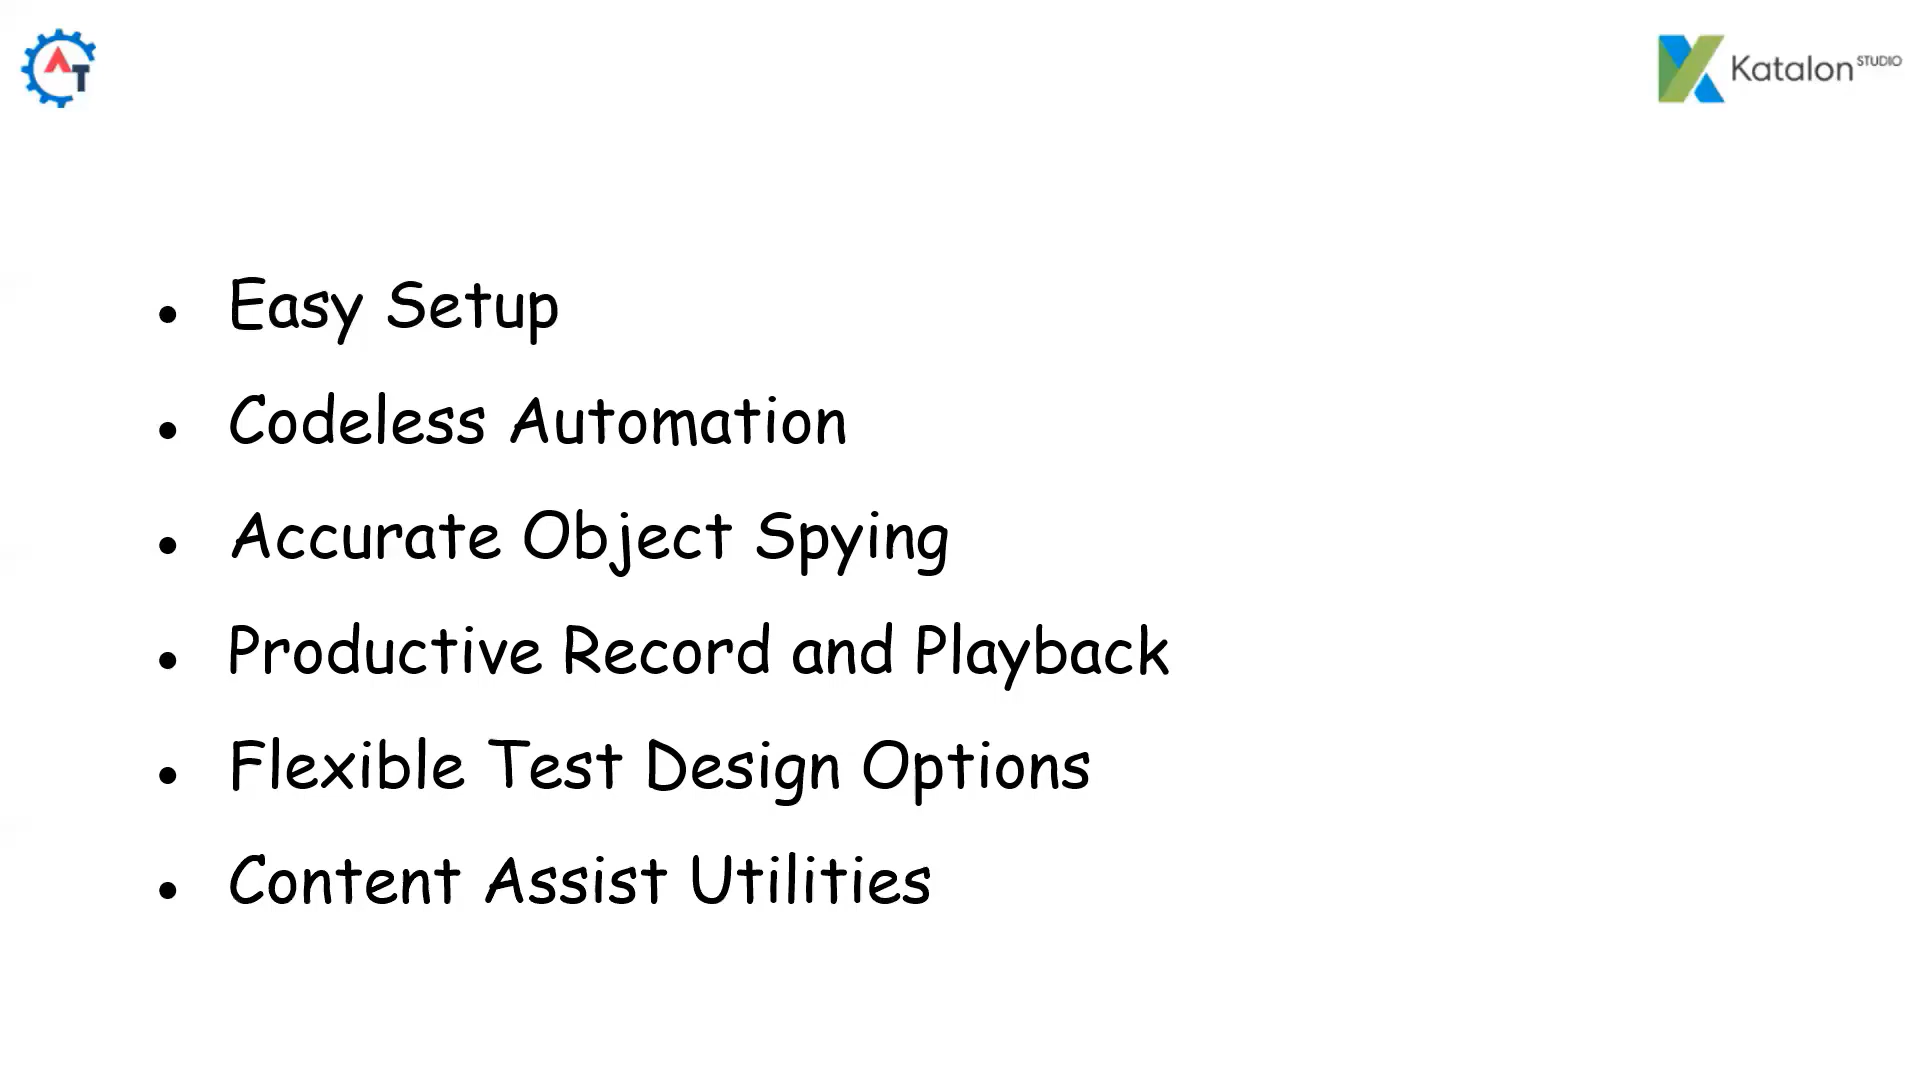 AT
Katalon STUDIO
• Easy Setup
• Codeless Automation
• Accurate Object Spying
• Productive Record and Playback
• Flexible Test Design Options
• Content Assist Utilities